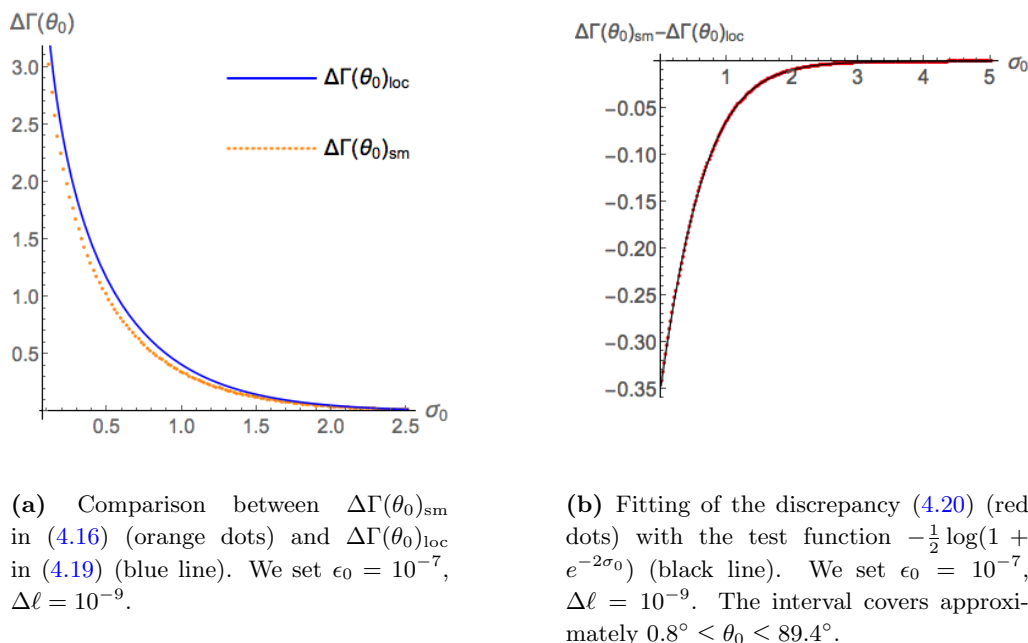 ΔΓ(θ₀)
3.0
2.5
2.0
1.5
1.0
0.5
0.5 1.0 1.5 2.0 2.5
σ₀
ΔΓ(θ₀)loc
ΔΓ(θ₀)sm
ΔΓ(θ₀)sm−ΔΓ(θ₀)loc
σ₀
1 2 3 4 5
−0.05
−0.10
−0.15
−0.20
−0.25
−0.30
−0.35
(a) Comparison between ΔΓ(θ₀)sm
in (4.16) (orange dots) and ΔΓ(θ₀)loc
in (4.19) (blue line). We set ϵ₀ = 10⁻⁷,
Δℓ = 10⁻⁹.
(b) Fitting of the discrepancy (4.20) (red
dots) with the test function −½ log(1 +
e⁻²σ₀) (black line). We set ϵ₀ = 10⁻⁷,
Δℓ = 10⁻⁹. The interval covers approxi-
mately 0.8° < θ₀ < 89.4°.